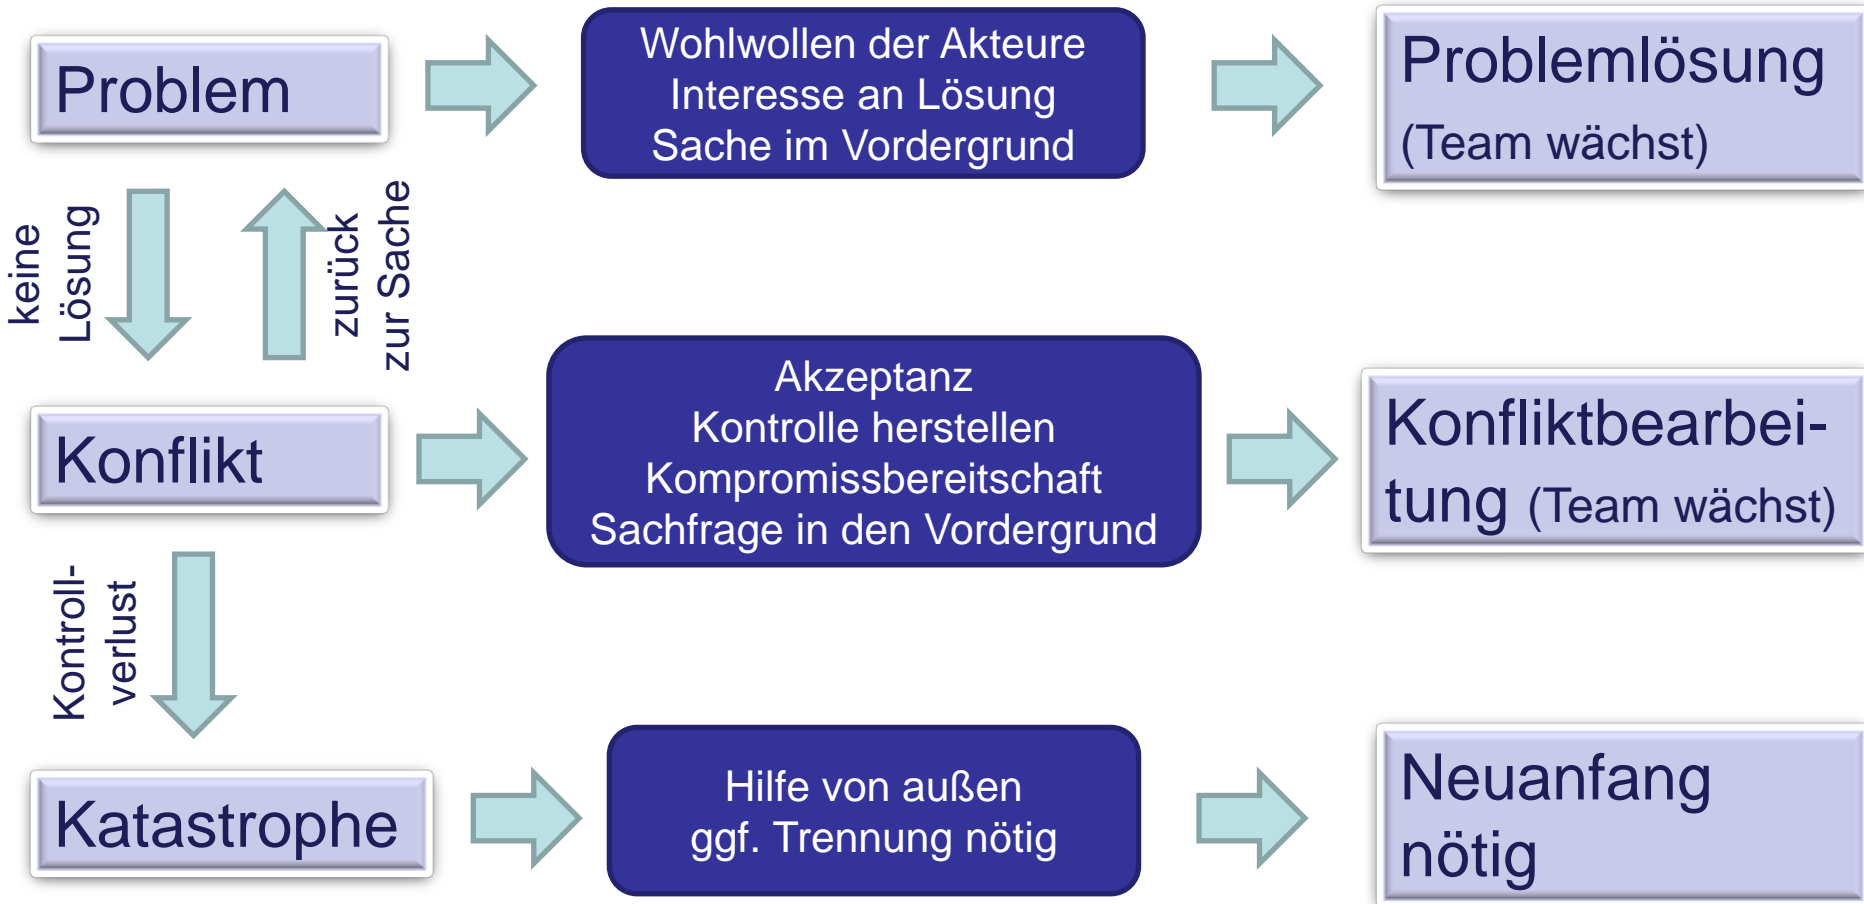 Problem
Wohlwollen der Akteure
Interesse an Lösung
Sache im Vordergrund
Problemlösung
(Team wächst)
keine
Lösung
zurück
zur Sache
Konflikt
Akzeptanz
Kontrolle herstellen
Kompromissbereitschaft
Sachfrage in den Vordergrund
Konfliktbearbei-
tung (Team wächst)
Kontroll-
verlust
Katastrophe
Hilfe von außen
ggf. Trennung nötig
Neuanfang
nötig